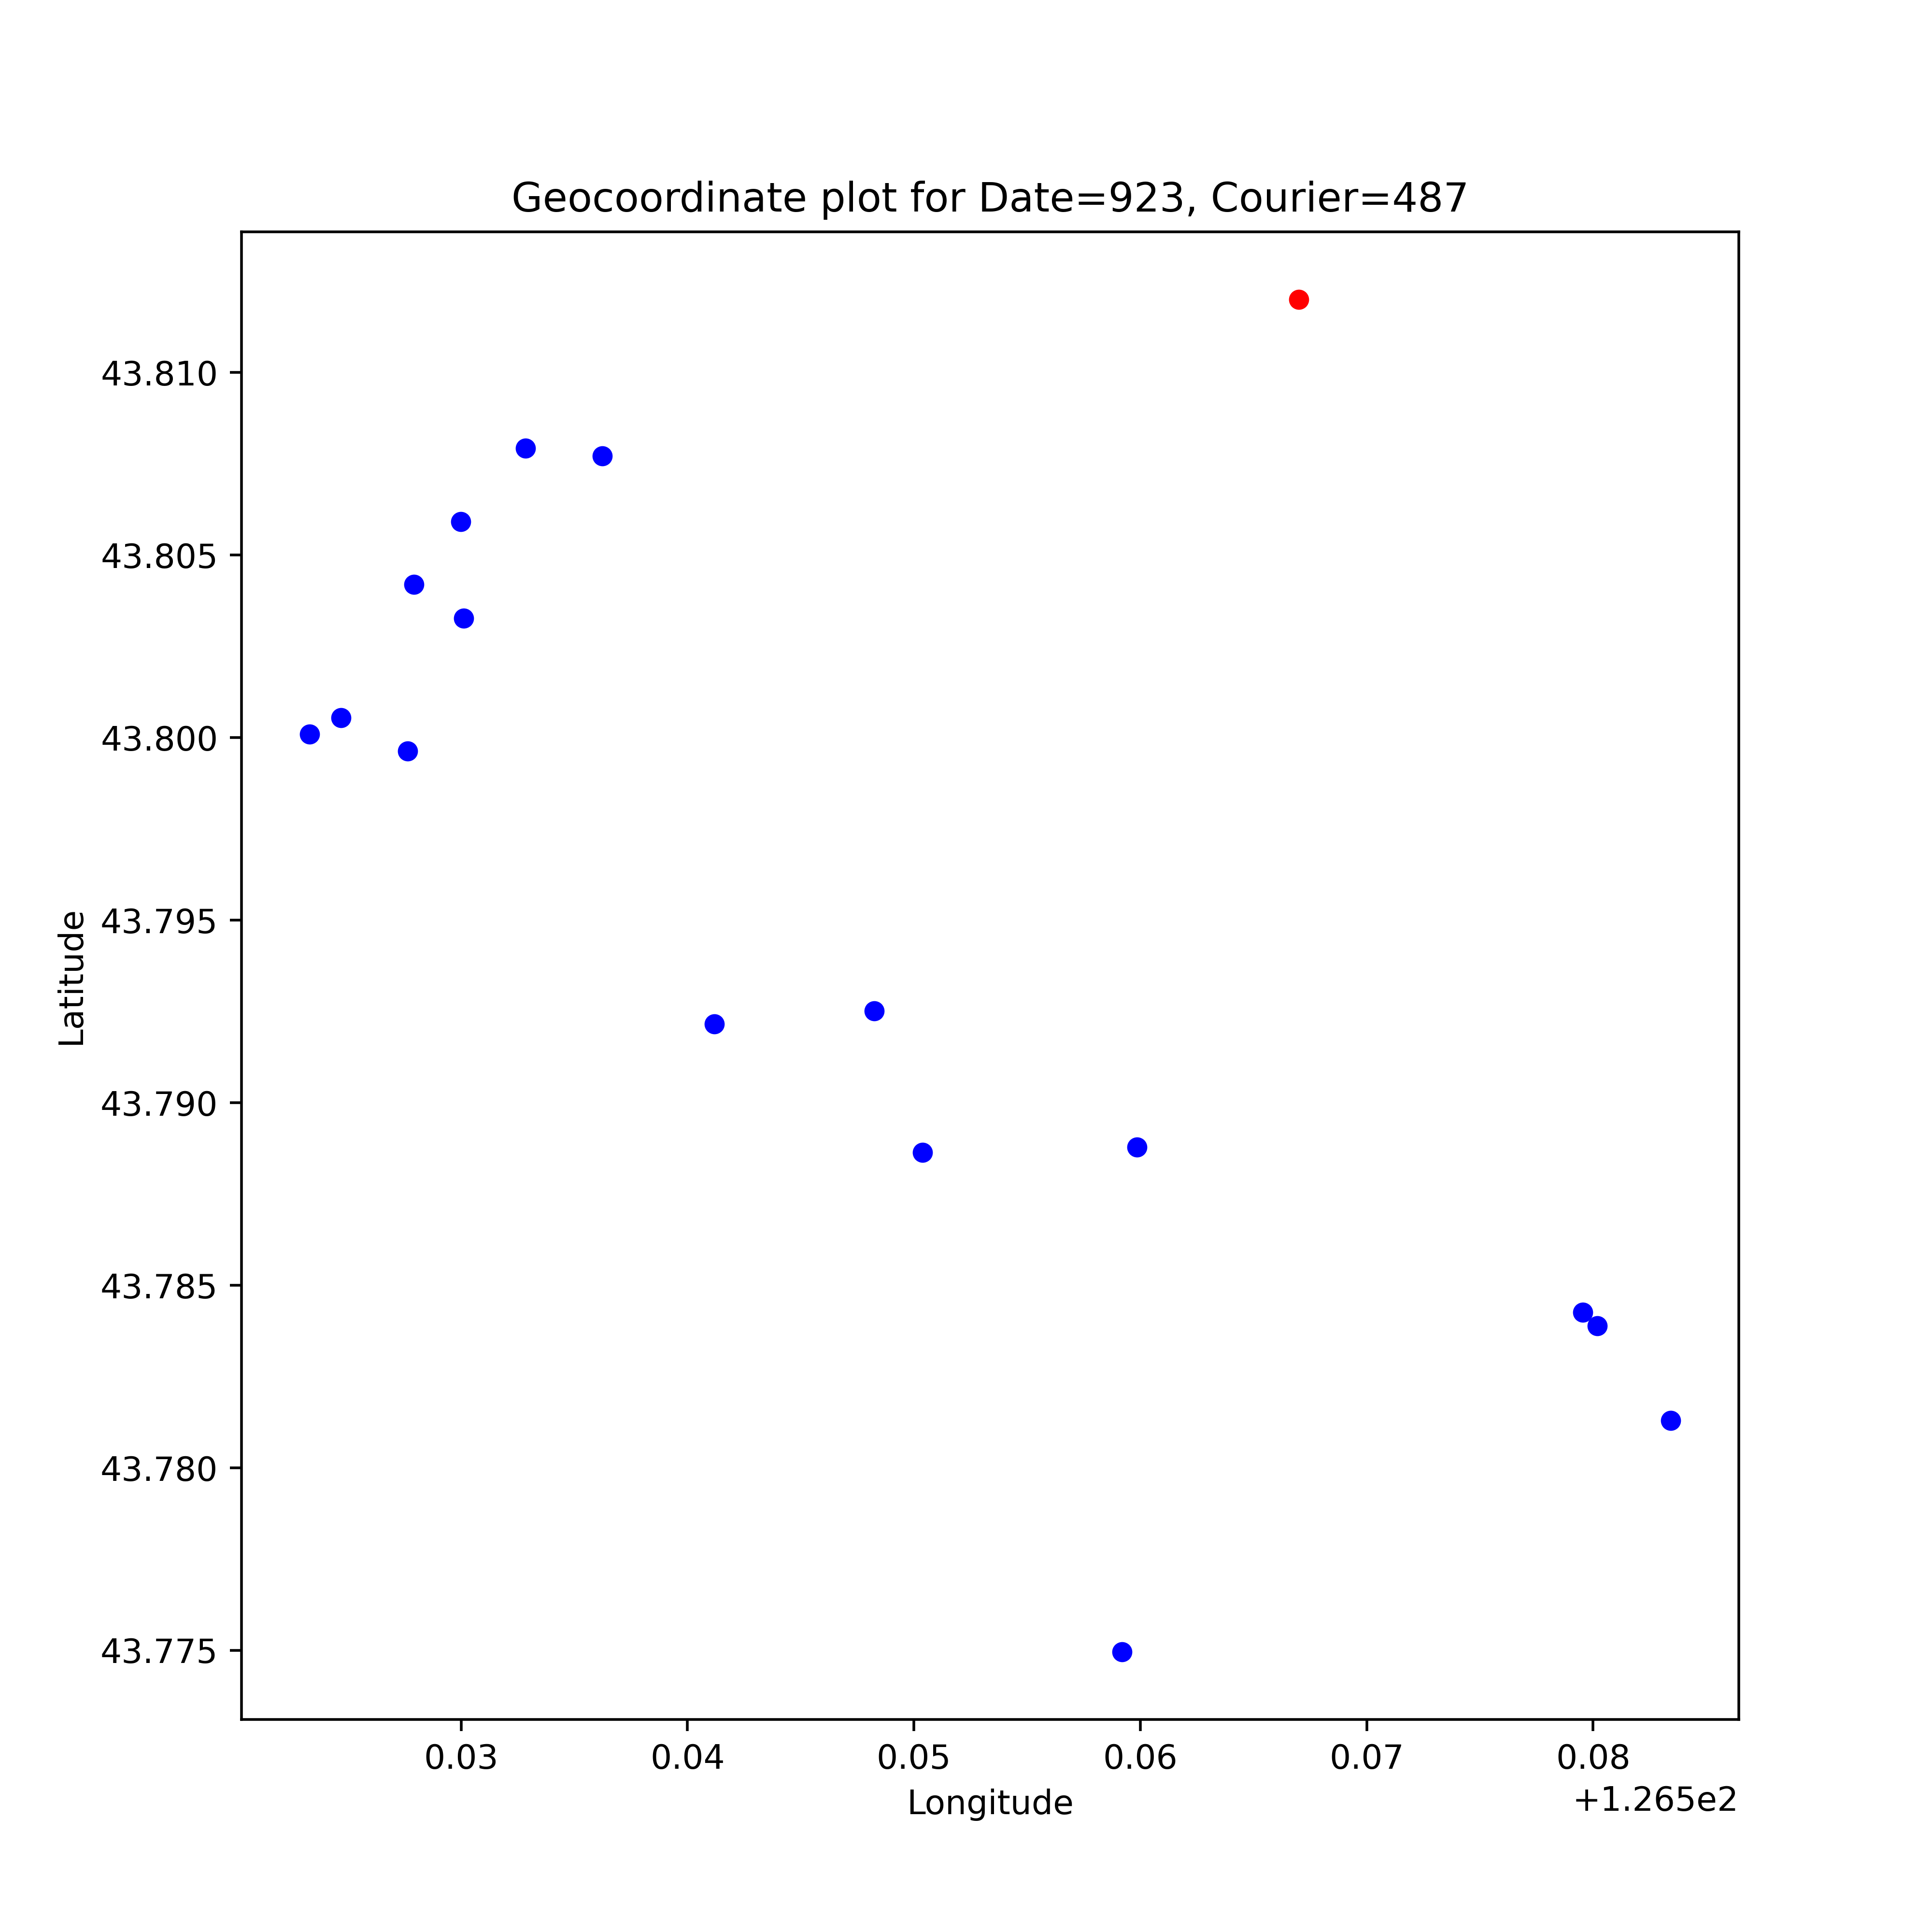 Geocoordinate plot for Date=923, Courier=487
43.810
43.805
43.800
43.795
43.790
43.785
43.780
43.775
Latitude
0.03 0.04 0.05 0.06 0.07 0.08
+1.265e2
Longitude